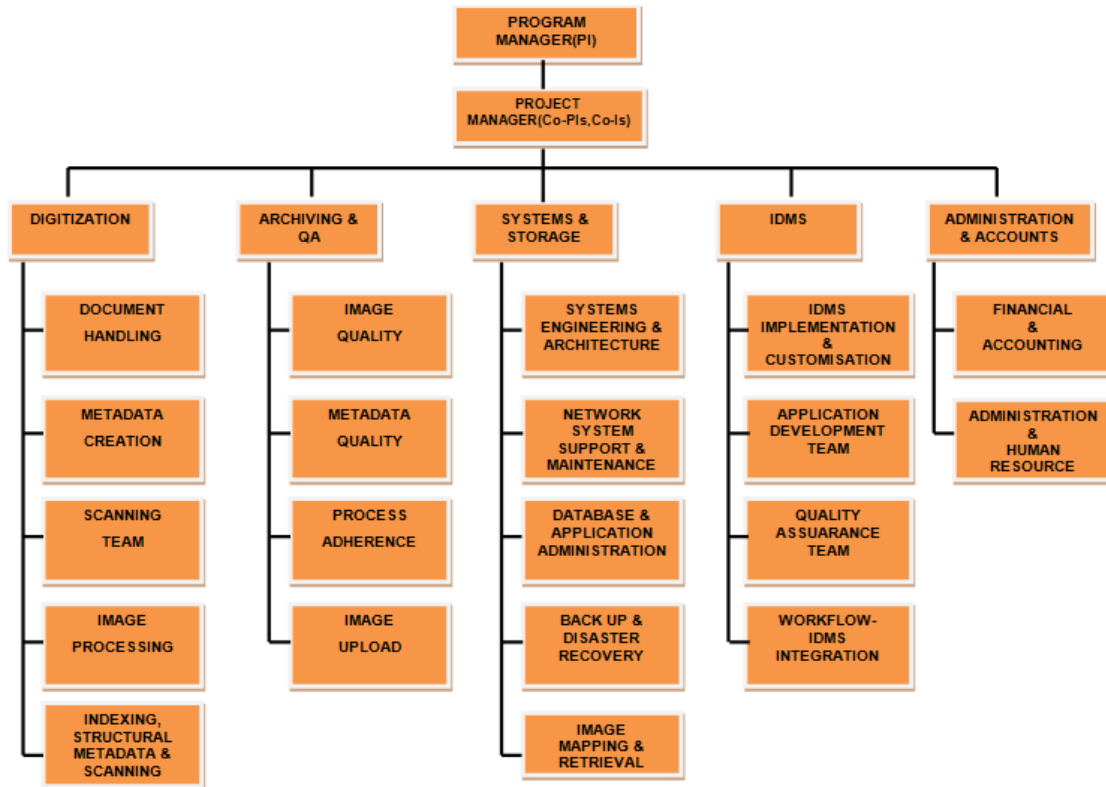 PROGRAM
MANAGER(PI)
PROJECT
MANAGER(Co-PIs,Co-Is)
DIGITIZATION
DOCUMENT
HANDLING
METADATA
CREATION
SCANNING
TEAM
IMAGE
PROCESSING
INDEXING,
STRUCTURAL
METADATA &
SCANNING
ARCHIVING &
QA
IMAGE
QUALITY
METADATA
QUALITY
PROCESS
ADHERENCE
IMAGE
UPLOAD
SYSTEMS &
STORAGE
SYSTEMS
ENGINEERING &
ARCHITECTURE
NETWORK
SYSTEM
SUPPORT &
MAINTENANCE
DATABASE &
APPLICATION
ADMINISTRATION
BACK UP &
DISASTER
RECOVERY
IMAGE
MAPPING &
RETRIEVAL
IDMS
IDMS
IMPLEMENTATION
&
CUSTOMISATION
APPLICATION
DEVELOPMENT
TEAM
QUALITY
ASSUARANCE
TEAM
WORKFLOW-
IDMS
INTEGRATION
ADMINISTRATION
& ACCOUNTS
FINANCIAL
&
ACCOUNTING
ADMINISTRATION
&
HUMAN
RESOURCE